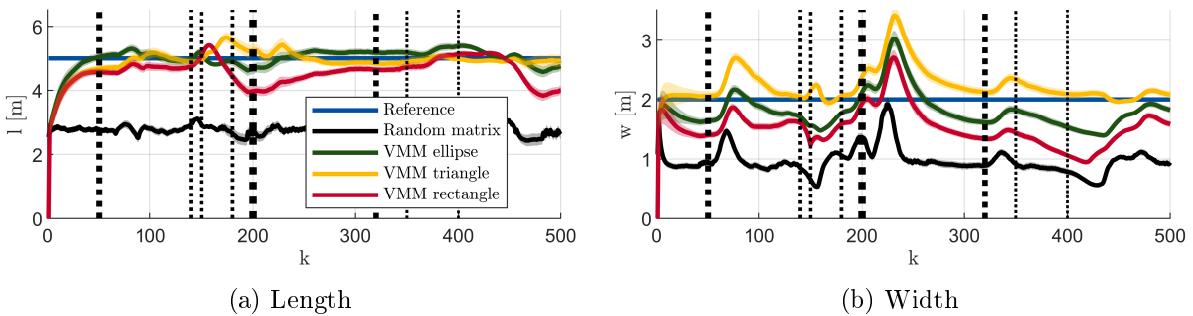 l [m]
6
4
2
0
0 100 200 300 400 500
k
Reference
Random matrix
VMM ellipse
VMM triangle
VMM rectangle
(a) Length
w [m]
3
2
1
0
0 100 200 300 400 500
k
(b) Width